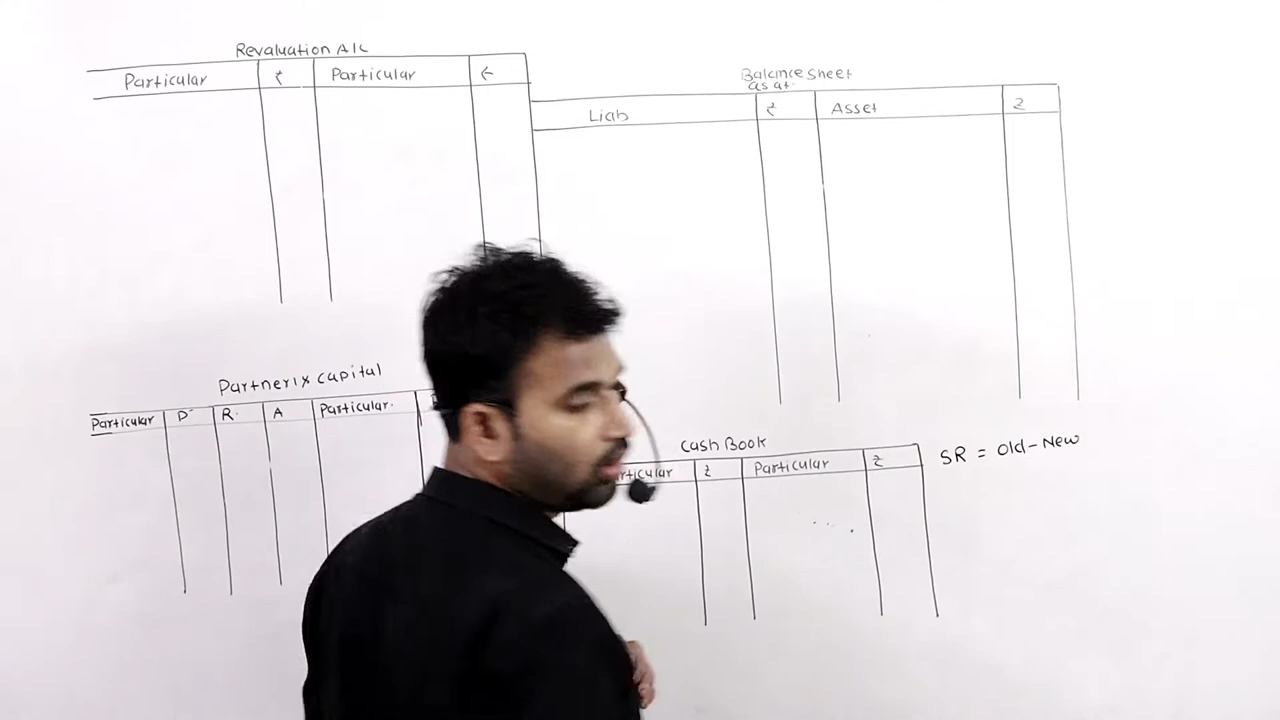 Revaluation A/C
Particular ₹ Particular ₹
Balance sheet
as at.
Liab ₹ Asset ₹
Partner's capital
Particular D R. A Particular.
Cash Book
₹ Particular ₹
SR = Old-New